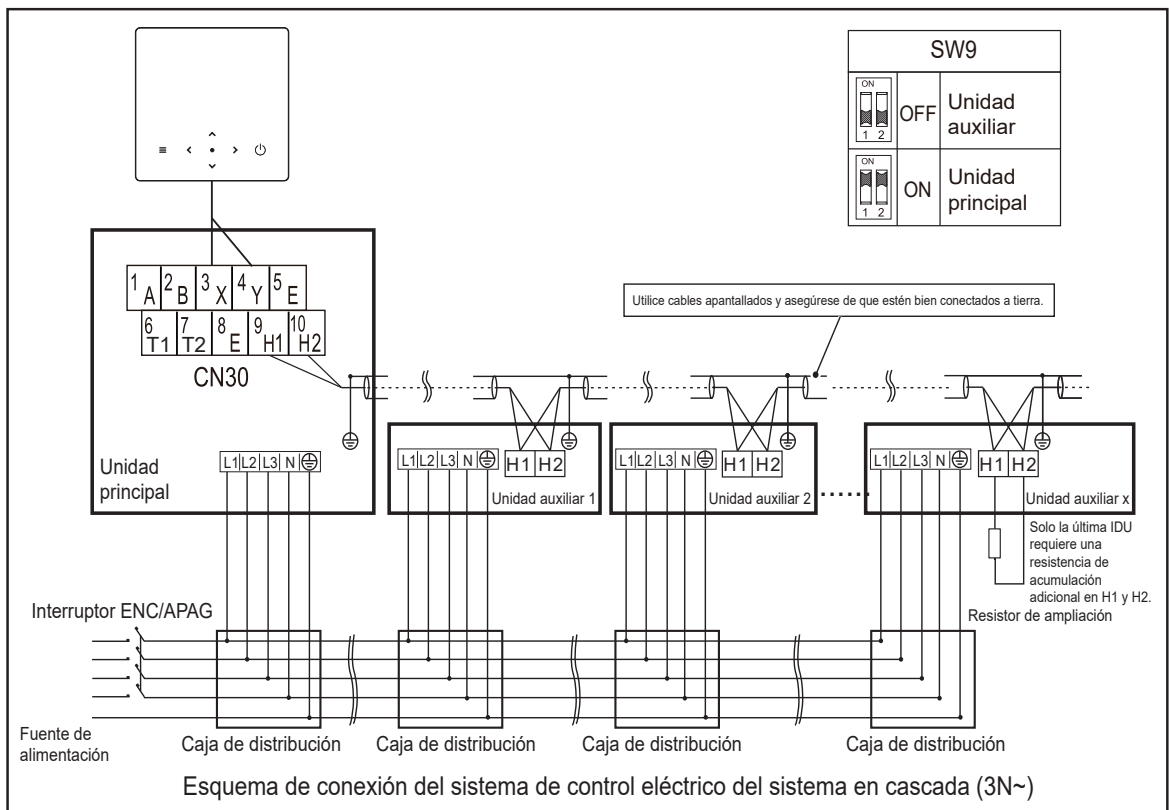 SW9
ON
1 2
OFF
Unidad
auxiliar
ON
1 2
ON
Unidad
principal
1 A 2 B 3 X 4 Y 5 E
6 T1 7 T2 8 E 9 H1 10 H2
CN30
Utilice cables apantallados y asegúrese de que estén bien conectados a tierra.
Unidad
principal
L1 L2 L3 N
L1 L2 L3 N
H1 H2
Unidad auxiliar 1
L1 L2 L3 N
H1 H2
Unidad auxiliar 2
L1 L2 L3 N
H1 H2
Unidad auxiliar x
Solo la última IDU
requiere una
resistencia de
acumulación
adicional en H1 y H2.
Resistor de ampliación
Interruptor ENC/APAG
Fuente de
alimentación
Caja de distribución
Caja de distribución
Caja de distribución
Caja de distribución
Esquema de conexión del sistema de control eléctrico del sistema en cascada (3N~)